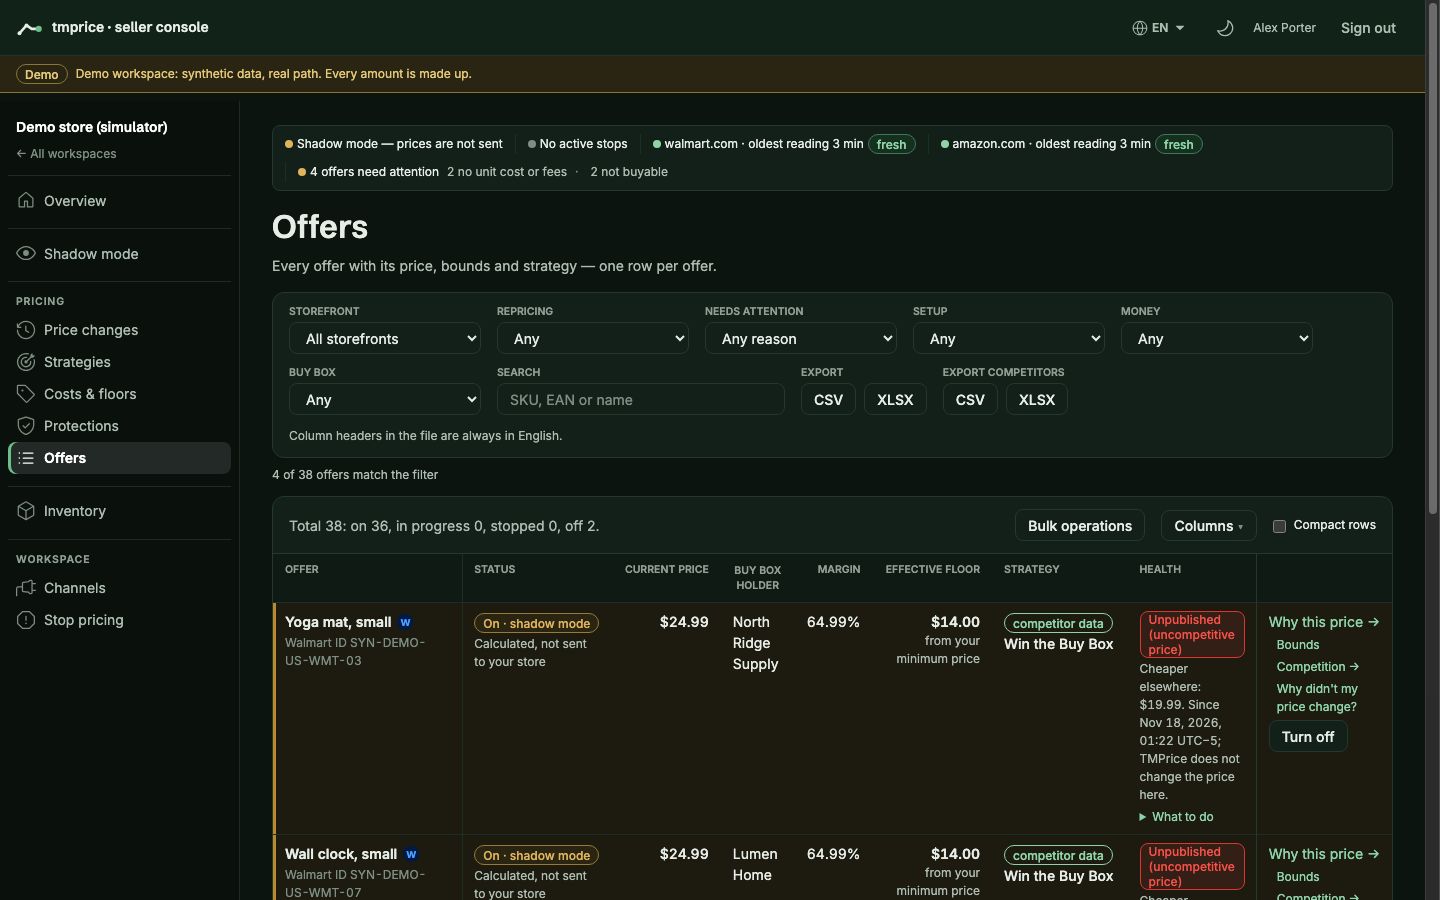 tmprice · seller console
EN
Alex Porter
Sign out
Demo
Demo workspace: synthetic data, real path. Every amount is made up.
Demo store (simulator)
← All workspaces
Overview
Shadow mode
PRICING
Price changes
Strategies
Costs & floors
Protections
Offers
Inventory
WORKSPACE
Channels
Stop pricing
Shadow mode — prices are not sent
No active stops
walmart.com · oldest reading 3 min fresh
amazon.com · oldest reading 3 min fresh
4 offers need attention 2 no unit cost or fees · 2 not buyable
Offers
Every offer with its price, bounds and strategy — one row per offer.
STOREFRONT
All storefronts
REPRICING
Any
NEEDS ATTENTION
Any reason
SETUP
Any
MONEY
Any
BUY BOX
Any
SEARCH
SKU, EAN or name
EXPORT
CSV XLSX
EXPORT COMPETITORS
CSV XLSX
Column headers in the file are always in English.
4 of 38 offers match the filter
Total 38: on 36, in progress 0, stopped 0, off 2.
Bulk operations
Columns
Compact rows
OFFER
STATUS
CURRENT PRICE
BUY BOX
HOLDER
MARGIN
EFFECTIVE FLOOR
STRATEGY
HEALTH
Yoga mat, small W
Walmart ID SYN-DEMO-
US-WMT-03
On · shadow mode
Calculated, not sent
to your store
$24.99
North
Ridge
Supply
64.99%
$14.00
from your
minimum price
competitor data
Win the Buy Box
Unpublished
(uncompetitive
price)
Cheaper
elsewhere:
$19.99. Since
Nov 18, 2026,
01:22 UTC−5;
TMPrice does not
change the price
here.
What to do
Why this price →
Bounds
Competition →
Why didn't my
price change?
Turn off
Wall clock, small W
Walmart ID SYN-DEMO-
US-WMT-07
On · shadow mode
Calculated, not sent
to your store
$24.99
Lumen
Home
64.99%
$14.00
from your
minimum price
competitor data
Win the Buy Box
Unpublished
(uncompetitive
price)
Cheaper
Why this price →
Bounds
Competition →